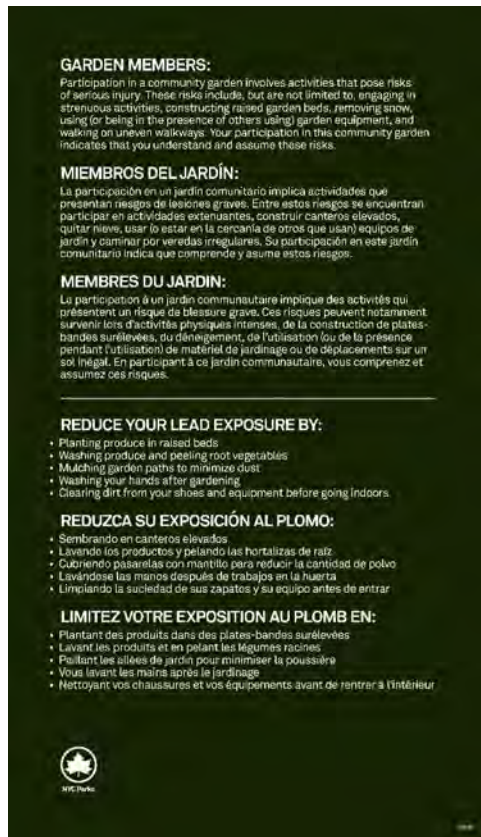 GARDEN MEMBERS:
Participation in a community garden involves activities that pose risks
of serious injury. These risks include, but are not limited to, engaging in
strenuous activities, constructing raised garden beds, removing snow,
using (or being in the presence of others using) garden equipment, and
walking on uneven walkways. Your participation in this community garden
indicates that you understand and assume these risks.
MIEMBROS DEL JARDÍN:
La participación en un jardín comunitario implica actividades que
presentan riesgos de lesiones graves. Entre estos riesgos se encuentran
participar en actividades extenuantes, construir canteros elevados,
quitar nieve, usar (o estar en la cercanía de otros que usan) equipos de
jardín y caminar por veredas irregulares. Su participación en este jardín
comunitario indica que comprende y asume estos riesgos.
MEMBRES DU JARDIN:
La participation à un jardin communautaire implique des activités qui
présentent un risque de blessure grave. Ces risques peuvent notamment
survenir lors d'activités physiques intenses, de la construction de plates-
bandes surélevées, du déneigement, de l'utilisation (ou de la présence
pendant l'utilisation) de matériel de jardinage ou de déplacements sur un
sol inégal. En participant à ce jardin communautaire, vous comprenez et
assumez ces risques.
REDUCE YOUR LEAD EXPOSURE BY:
• Planting produce in raised beds
• Washing produce and peeling root vegetables
• Mulching garden paths to minimize dust
• Washing your hands after gardening
• Clearing dirt from your shoes and equipment before going indoors
REDUZCA SU EXPOSICIÓN AL PLOMO:
• Sembrando en canteros elevados
• Lavando los productos y pelando las hortalizas de raíz
• Cubriendo pasarelas con mantillo para reducir la cantidad de polvo
• Lavándose las manos después de trabajos en la huerta
• Limpiando la suciedad de sus zapatos y su equipo antes de entrar
LIMITEZ VOTRE EXPOSITION AU PLOMB EN:
• Plantant des produits dans des plates-bandes surélevées
• Lavant les produits et en pelant les légumes racines
• Paillant les allées de jardin pour minimiser la poussière
• Vous lavant les mains après le jardinage
• Nettoyant vos chaussures et vos équipements avant de rentrer à l'intérieur
NYC Parks